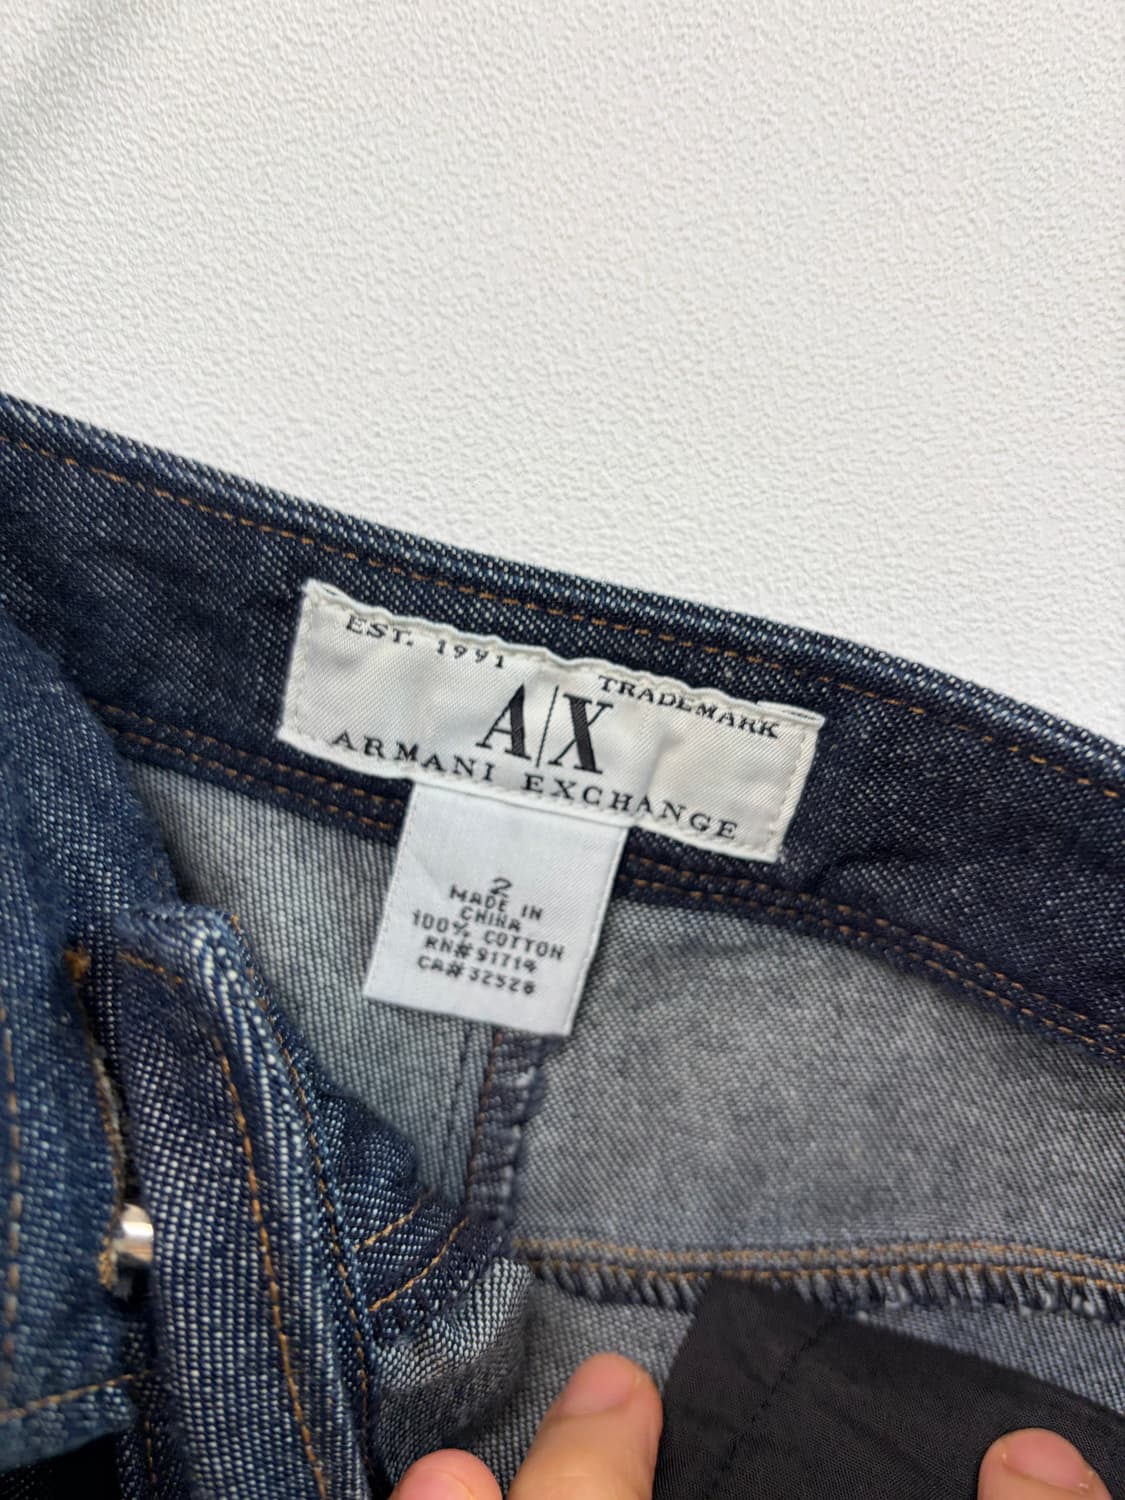 EST. 1991
TRADEMARK
A|X
ARMANI EXCHANGE
2
MADE IN
CHINA
100% COTTON
RN#91714
CA#32528